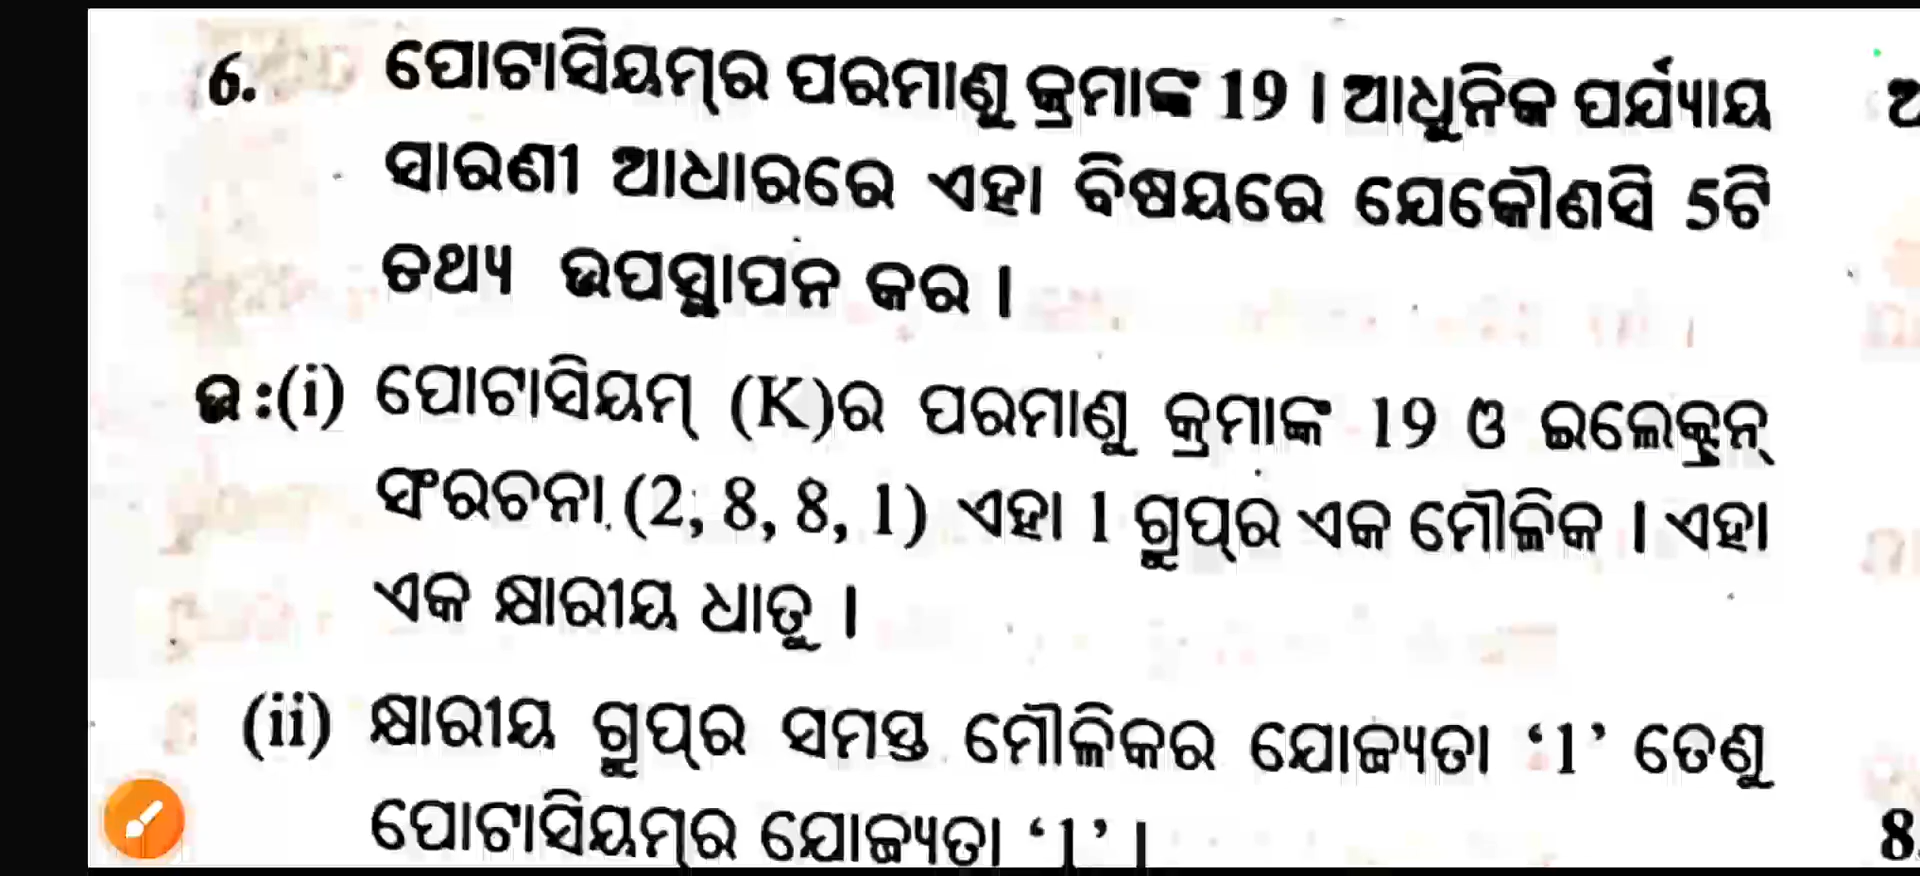 6. ପୋଟାସିୟମ୍‌ର ପରମାଣୁ କ୍ରମାଙ୍କ 19 । ଆଧୁନିକ ପର୍ଯ୍ୟାୟ
ସାରଣୀ ଆଧାରରେ ଏହା ବିଷୟରେ ଯେକୌଣସି 5ଟି
ତଥ୍ୟ ଉପସ୍ଥାପନ କର ।
ଉ :(i) ପୋଟାସିୟମ୍ (K)ର ପରମାଣୁ କ୍ରମାଙ୍କ 19 ଓ ଇଲେକ୍ଟ୍ରନ୍
ସଂରଚନା (2, 8, 8, 1) ଏହା 1 ଗ୍ରୁପ୍‌ର ଏକ ମୌଳିକ । ଏହା
ଏକ କ୍ଷାରୀୟ ଧାତୁ ।
(ii) କ୍ଷାରୀୟ ଗ୍ରୁପ୍‌ର ସମସ୍ତ ମୌଳିକର ଯୋଜ୍ୟତା ‘1’ ତେଣୁ
ପୋଟାସିୟମ୍‌ର ଯୋଜ୍ୟତା ‘1’ ।
8.